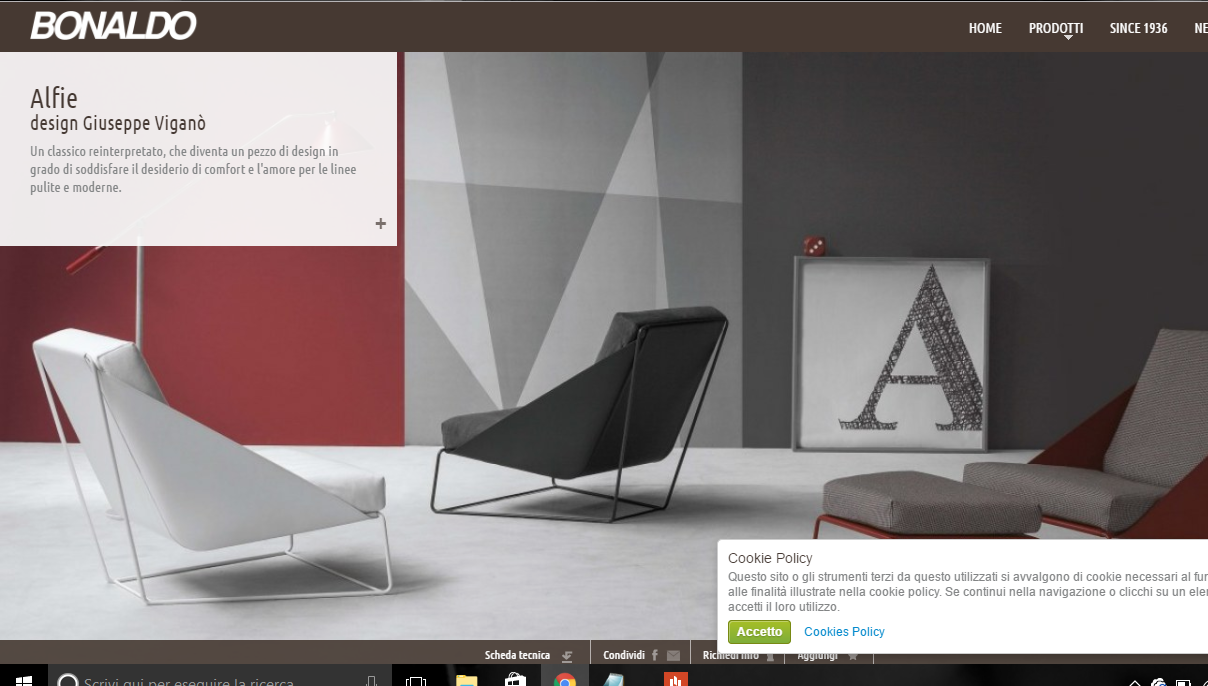 BONALDO
HOME PRODOTTI SINCE 1936 NE
Alfie
design Giuseppe Viganò
Un classico reinterpretato, che diventa un pezzo di design in
grado di soddisfare il desiderio di comfort e l'amore per le linee
pulite e moderne.
+
A
Cookie Policy
Questo sito o gli strumenti terzi da questo utilizzati si avvalgono di cookie necessari al fun
alle finalità illustrate nella cookie policy. Se continui nella navigazione o clicchi su un ele
accetti il loro utilizzo.
Accetto Cookies Policy
Scheda tecnica Condividi Richiedi info Aggiungi
Scrivi qui per eseguire la ricerca